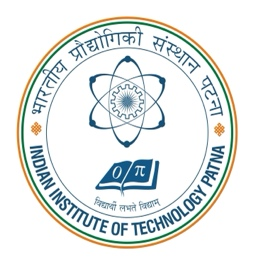 भारतीय प्रौद्योगिकी संस्थान पटना
0 π
विद्यार्थी लभते विद्याम्
INDIAN INSTITUTE OF TECHNOLOGY PATNA